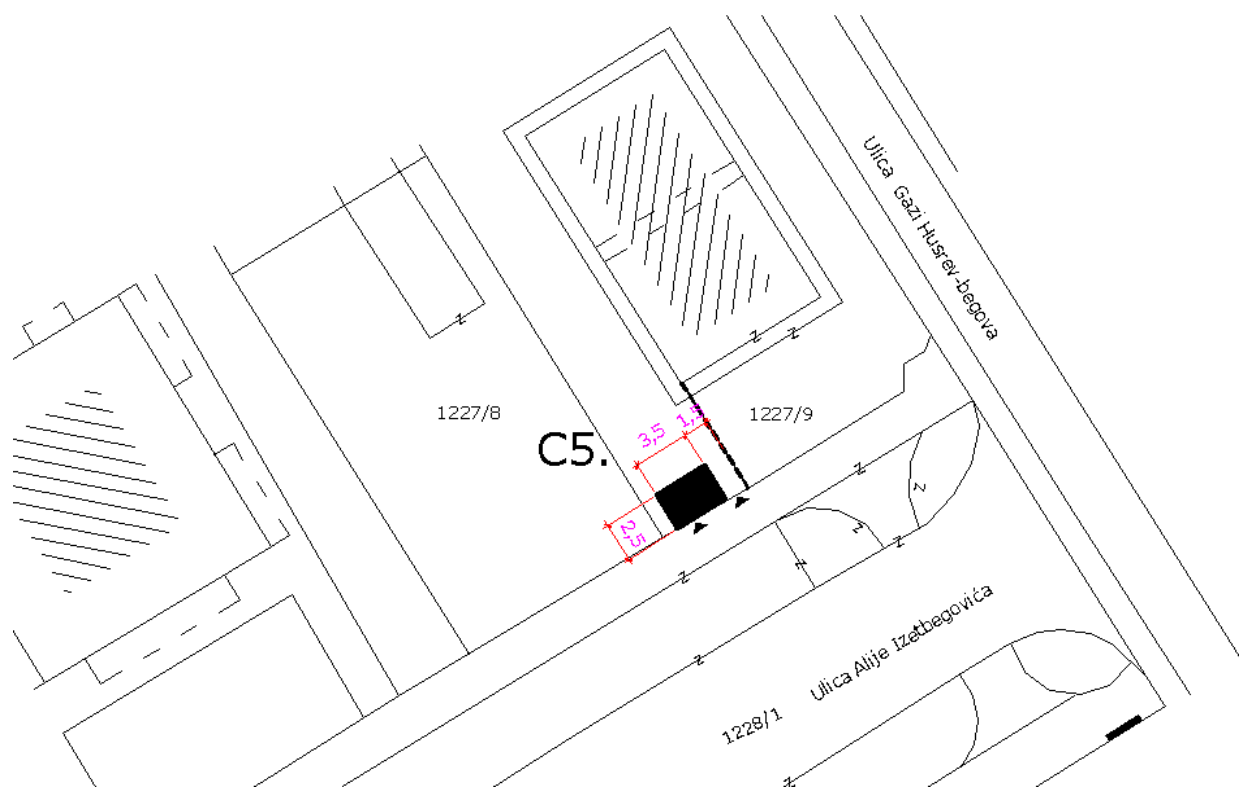 Ulica Gazi Husrev-begova
1227/8
1227/9
C5.
3,5
1,5
2,5
Ulica Alije Izetbegovića
1228/1
z
z
z
z
z
z
z
z
z
z
z